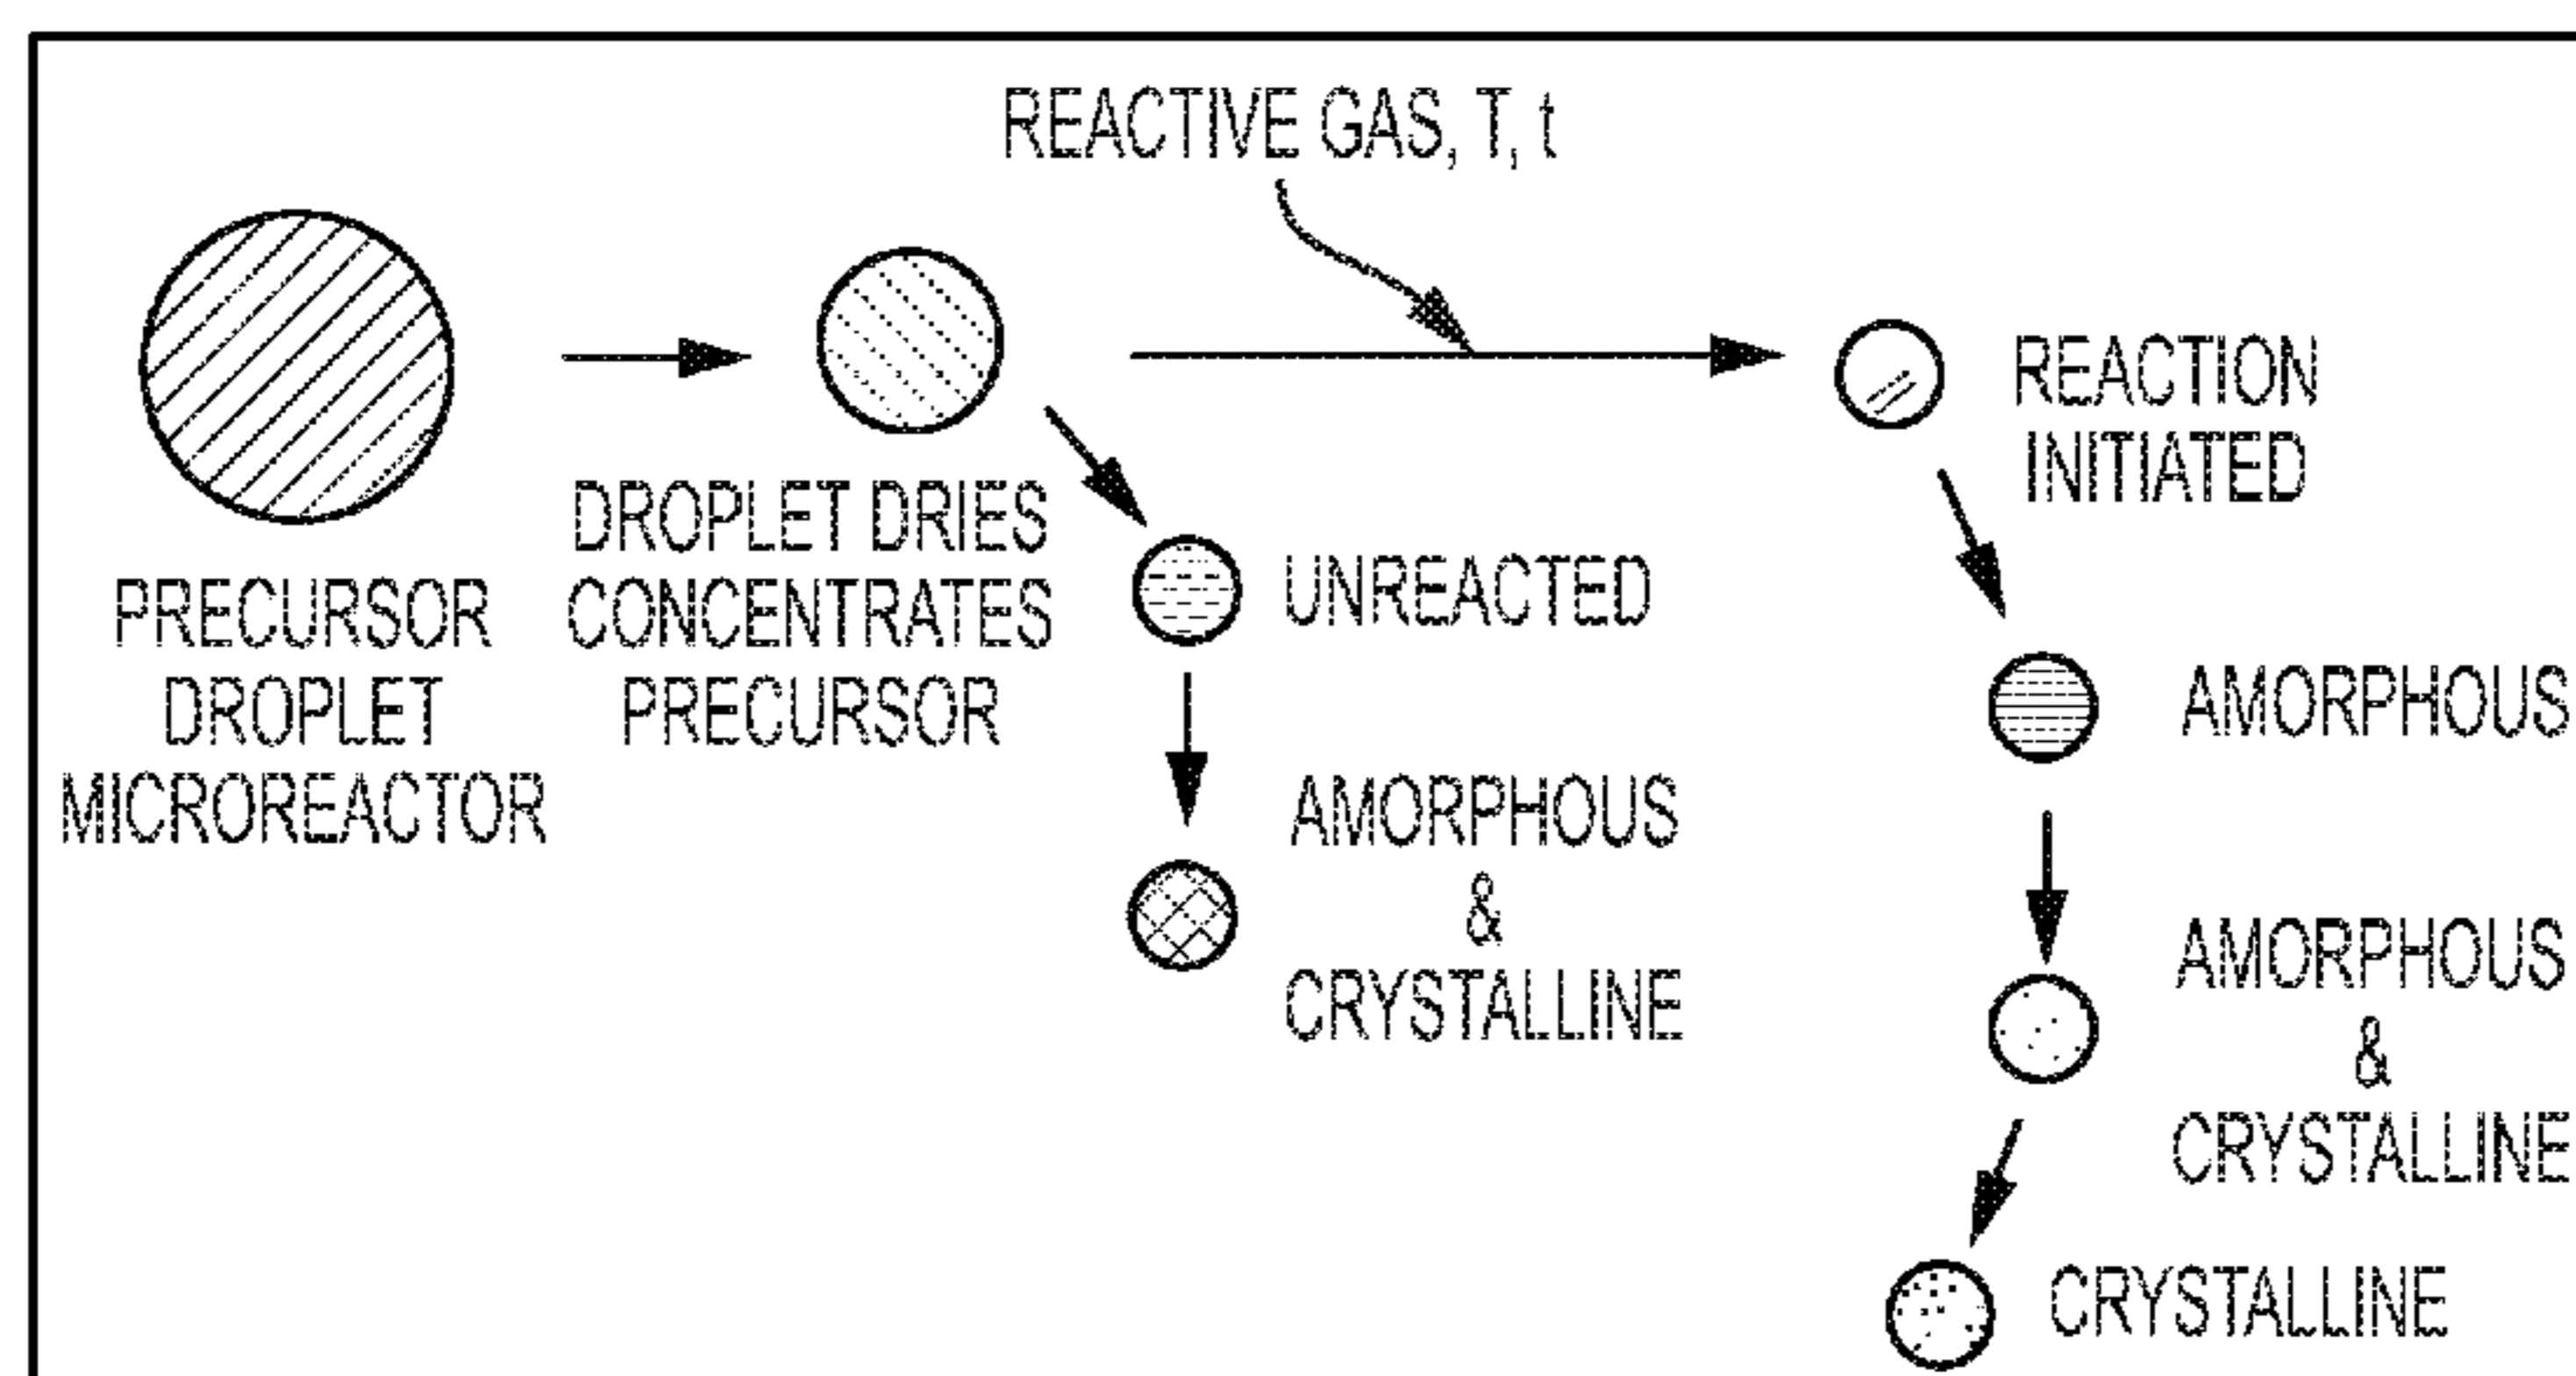 REACTIVE GAS, T, t
PRECURSOR
DROPLET
MICROREACTOR
DROPLET DRIES
CONCENTRATES
PRECURSOR
UNREACTED
AMORPHOUS
&
CRYSTALLINE
REACTION
INITIATED
AMORPHOUS
AMORPHOUS
&
CRYSTALLINE
CRYSTALLINE